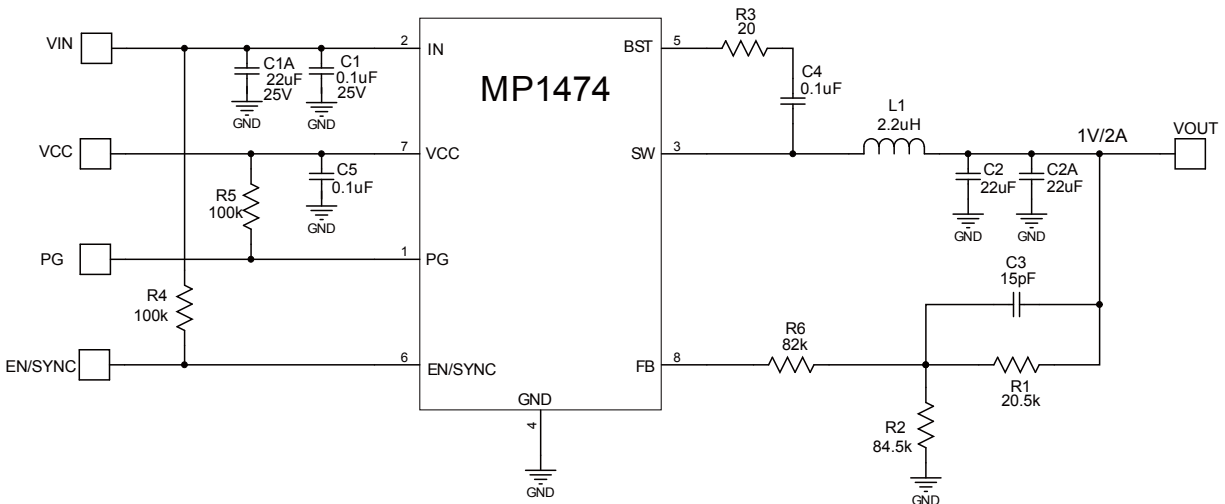 VIN
2
IN
C1A
22uF
25V
GND
C1
0.1uF
25V
GND
MP1474
BST
5
R3
20
C4
0.1uF
L1
2.2uH
1V/2A
VOUT
VCC
7
VCC
SW
3
C5
0.1uF
GND
R5
100k
C2
22uF
GND
C2A
22uF
GND
PG
1
PG
C3
15pF
R4
100k
EN/SYNC
6
EN/SYNC
FB
8
R6
82k
R1
20.5k
GND
4
GND
R2
84.5k
GND